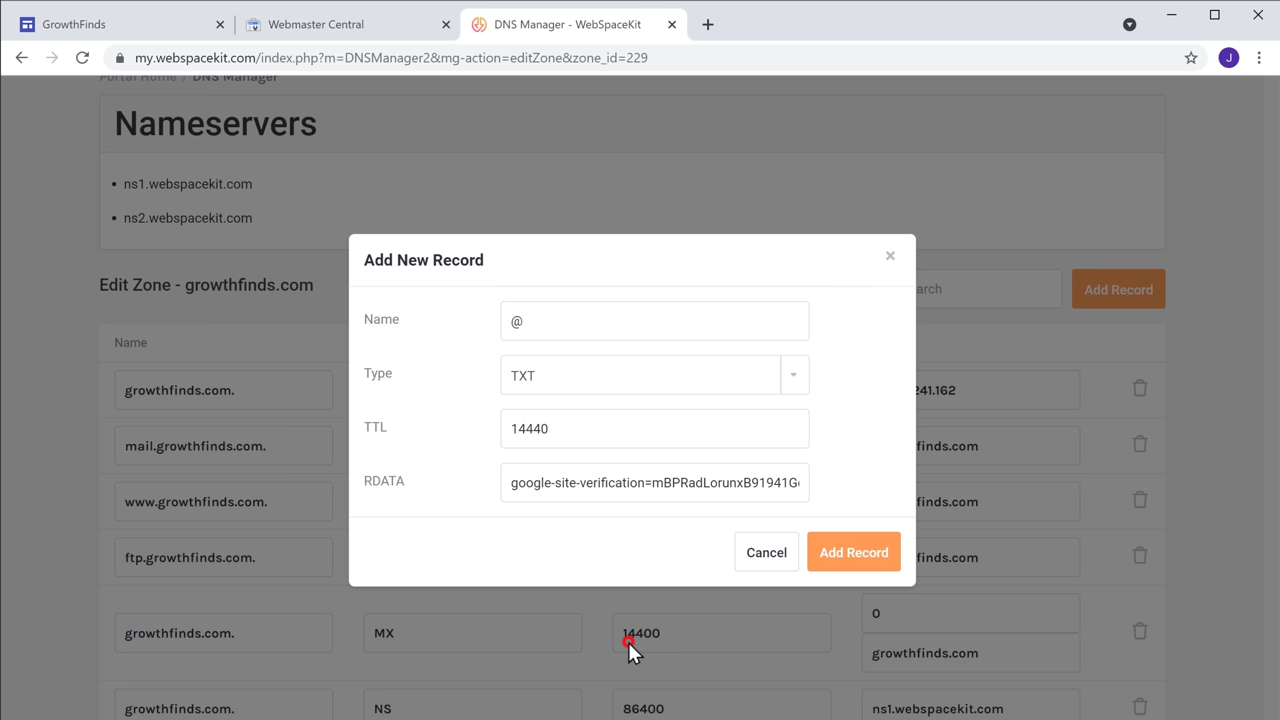 GrowthFinds
Webmaster Central
DNS Manager - WebSpaceKit
my.webspacekit.com/index.php?m=DNSManager2&mg-action=editZone&zone_id=229
J
Portal Home / DNS Manager
Nameservers
ns1.webspacekit.com
ns2.webspacekit.com
Edit Zone - growthfinds.com
arch
Add Record
Name
growthfinds.com.
241.162
mail.growthfinds.com.
finds.com
www.growthfinds.com.
finds.com
ftp.growthfinds.com.
finds.com
growthfinds.com.
MX
14400
0
growthfinds.com
growthfinds.com.
NS
86400
ns1.webspacekit.com
Add New Record
×
Name
@
Type
TXT
TTL
14440
RDATA
google-site-verification=mBPRadLorunxB91941G
Cancel
Add Record